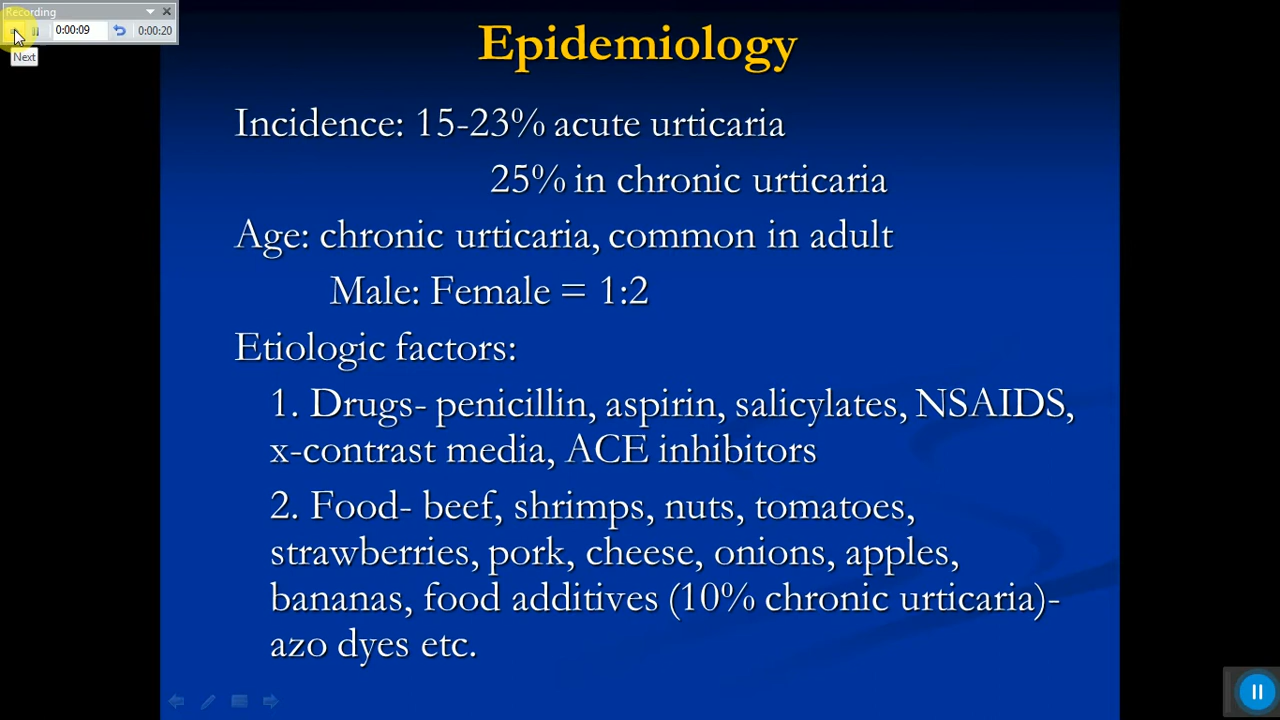 Recording
0:00:09
0:00:20
Next
Epidemiology
Incidence: 15-23% acute urticaria
25% in chronic urticaria
Age: chronic urticaria, common in adult
Male: Female = 1:2
Etiologic factors:
1. Drugs- penicillin, aspirin, salicylates, NSAIDS,
x-contrast media, ACE inhibitors
2. Food- beef, shrimps, nuts, tomatoes,
strawberries, pork, cheese, onions, apples,
bananas, food additives (10% chronic urticaria)-
azo dyes etc.